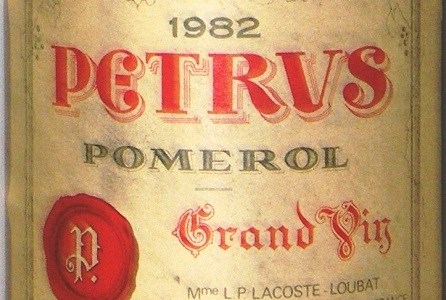 1982
PETRVS
POMEROL
Grand Vin
P.
Mme L.P. LACOSTE-LOUBAT